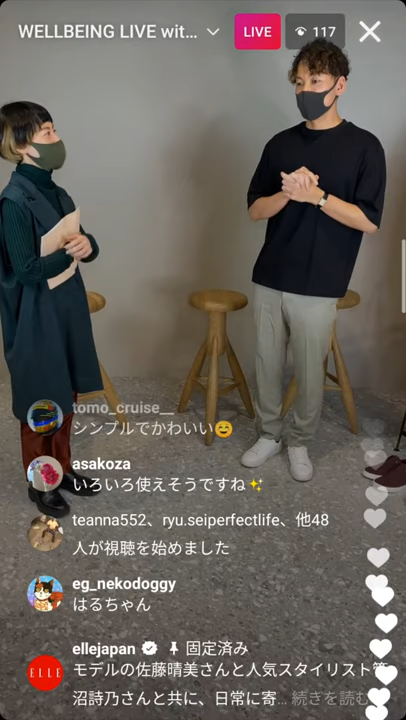 WELLBEING LIVE wit...
LIVE
117
tomo_cruise__
シンプルでかわいい☺️
asakoza
いろいろ使えそうですね✨
teanna552、ryu.seiperfectlife、他48
人が視聴を始めました
eg_nekodoggy
はるちゃん
ellejapan 固定済み
ELLE
モデルの佐藤晴美さんと人気スタイリスト等々
沼詩乃さんと共に、日常に寄… 続きを読む